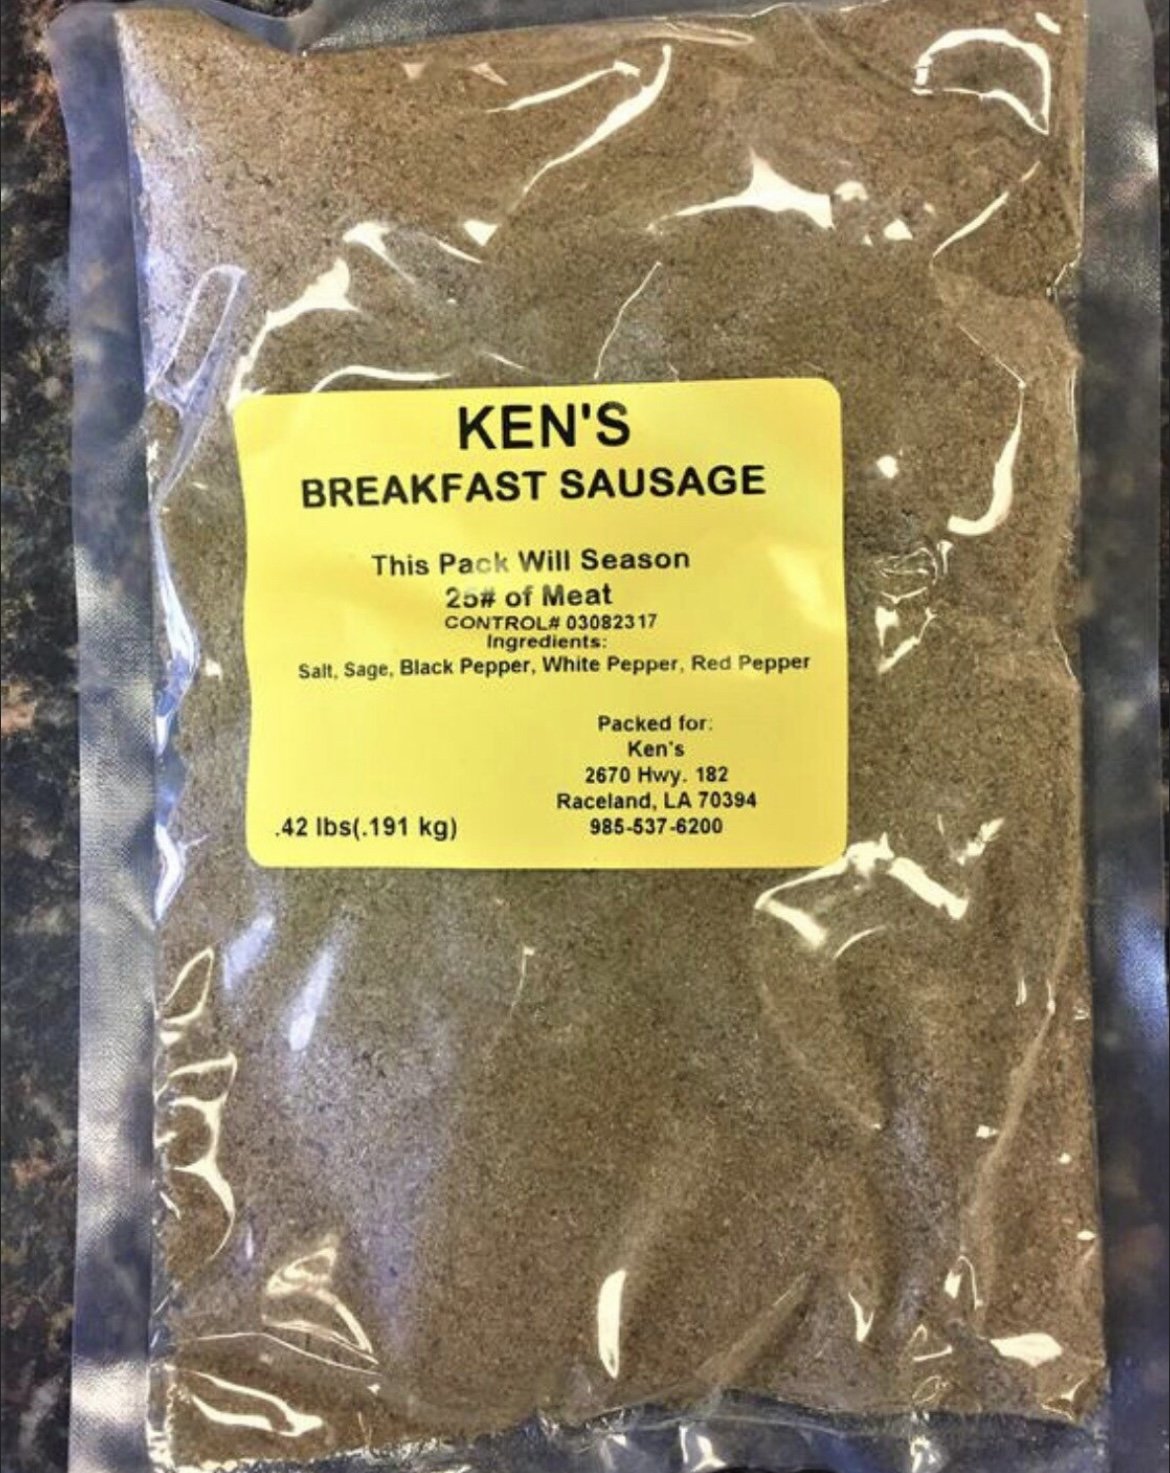 KEN'S
BREAKFAST SAUSAGE
This Pack Will Season
25# of Meat
CONTROL# 03082317
Ingredients:
Salt, Sage, Black Pepper, White Pepper, Red Pepper
Packed for:
Ken's
2670 Hwy. 182
Raceland, LA 70394
.42 lbs(.191 kg)
985-537-6200